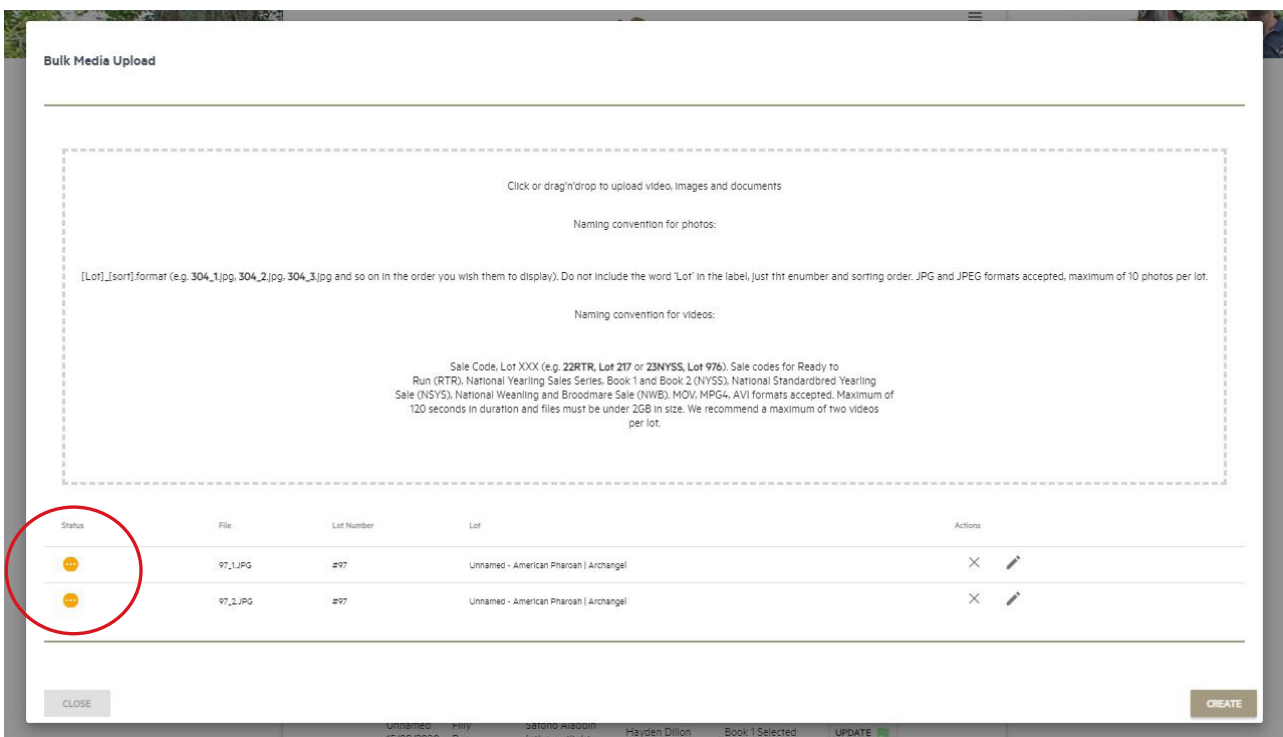 Bulk Media Upload
Click or drag'n'drop to upload video, images and documents
Naming convention for photos:
[Lot]_[sort].format (e.g. 304_1.jpg, 304_2.jpg, 304_3.jpg and so on in the order you wish them to display). Do not include the word 'Lot' in the label, just tht enumber and sorting order. JPG and JPEG formats accepted, maximum of 10 photos per lot.
Naming convention for videos:
Sale Code, Lot XXX (e.g. 22RTR, Lot 217 or 23NYSS, Lot 976). Sale codes for Ready to
Run (RTR), National Yearling Sales Series, Book 1 and Book 2 (NYSS), National Standardbred Yearling
Sale (NSYS), National Weanling and Broodmare Sale (NWB). MOV, MPG4, AVI formats accepted. Maximum of
120 seconds in duration and files must be under 2GB in size. We recommend a maximum of two videos
per lot.
Status File Lot Number Lot Actions
97_1.JPG #97 Unnamed - American Pharoah | Archangel
97_2.JPG #97 Unnamed - American Pharoah | Archangel
CLOSE CREATE
Unnamed Filly Satono Aladdin
Hayden Dillon Book 1 Selected UPDATE